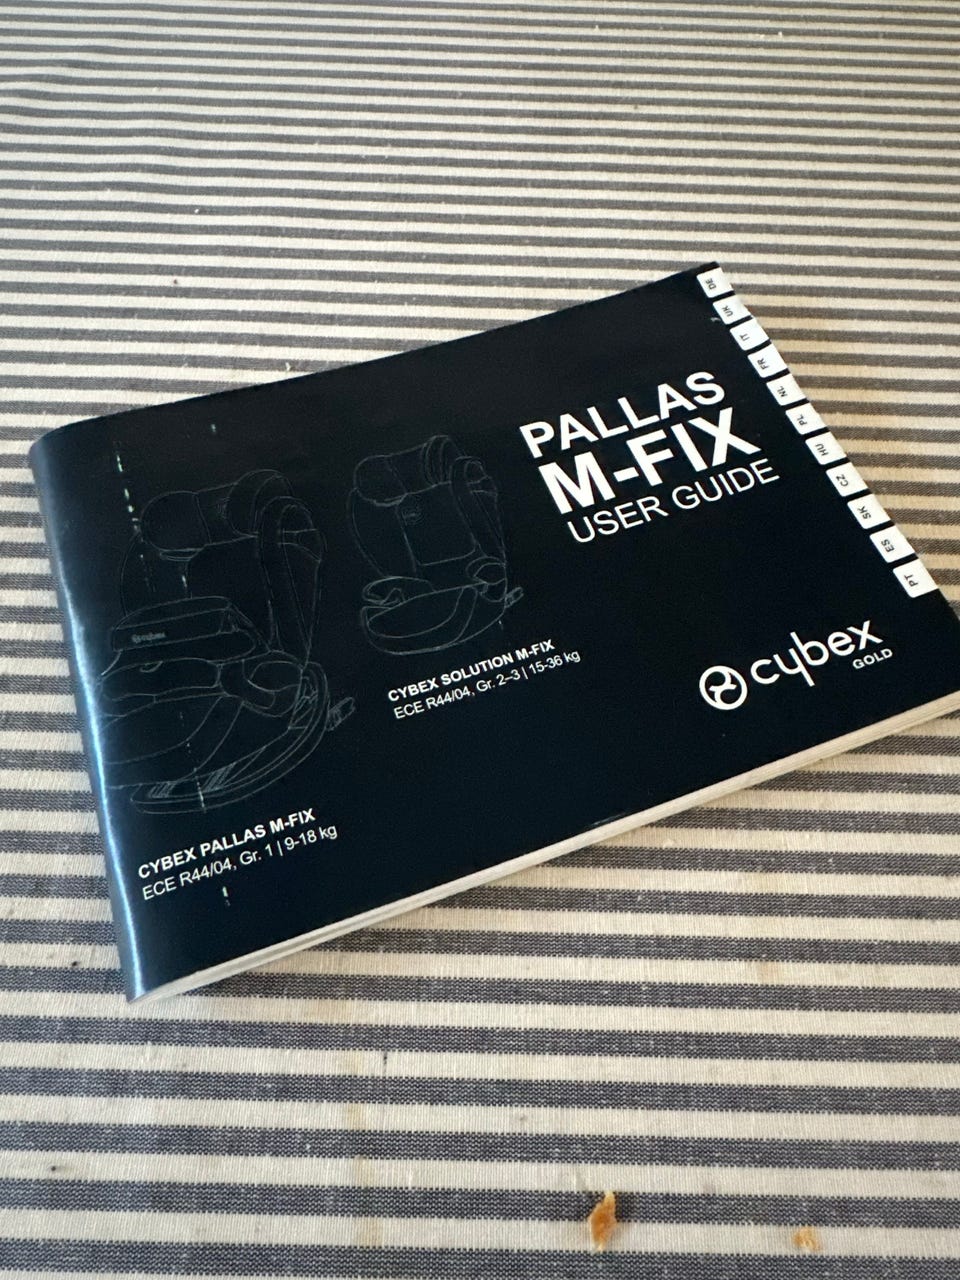 PALLAS
M-FIX
USER GUIDE
DE
UK
IT
FR
NL
PL
HU
CZ
SK
ES
PT
cybex
CYBEX SOLUTION M-FIX
ECE R44/04, Gr. 2–3 | 15-36 kg
cybex
GOLD
CYBEX PALLAS M-FIX
ECE R44/04, Gr. 1 | 9-18 kg